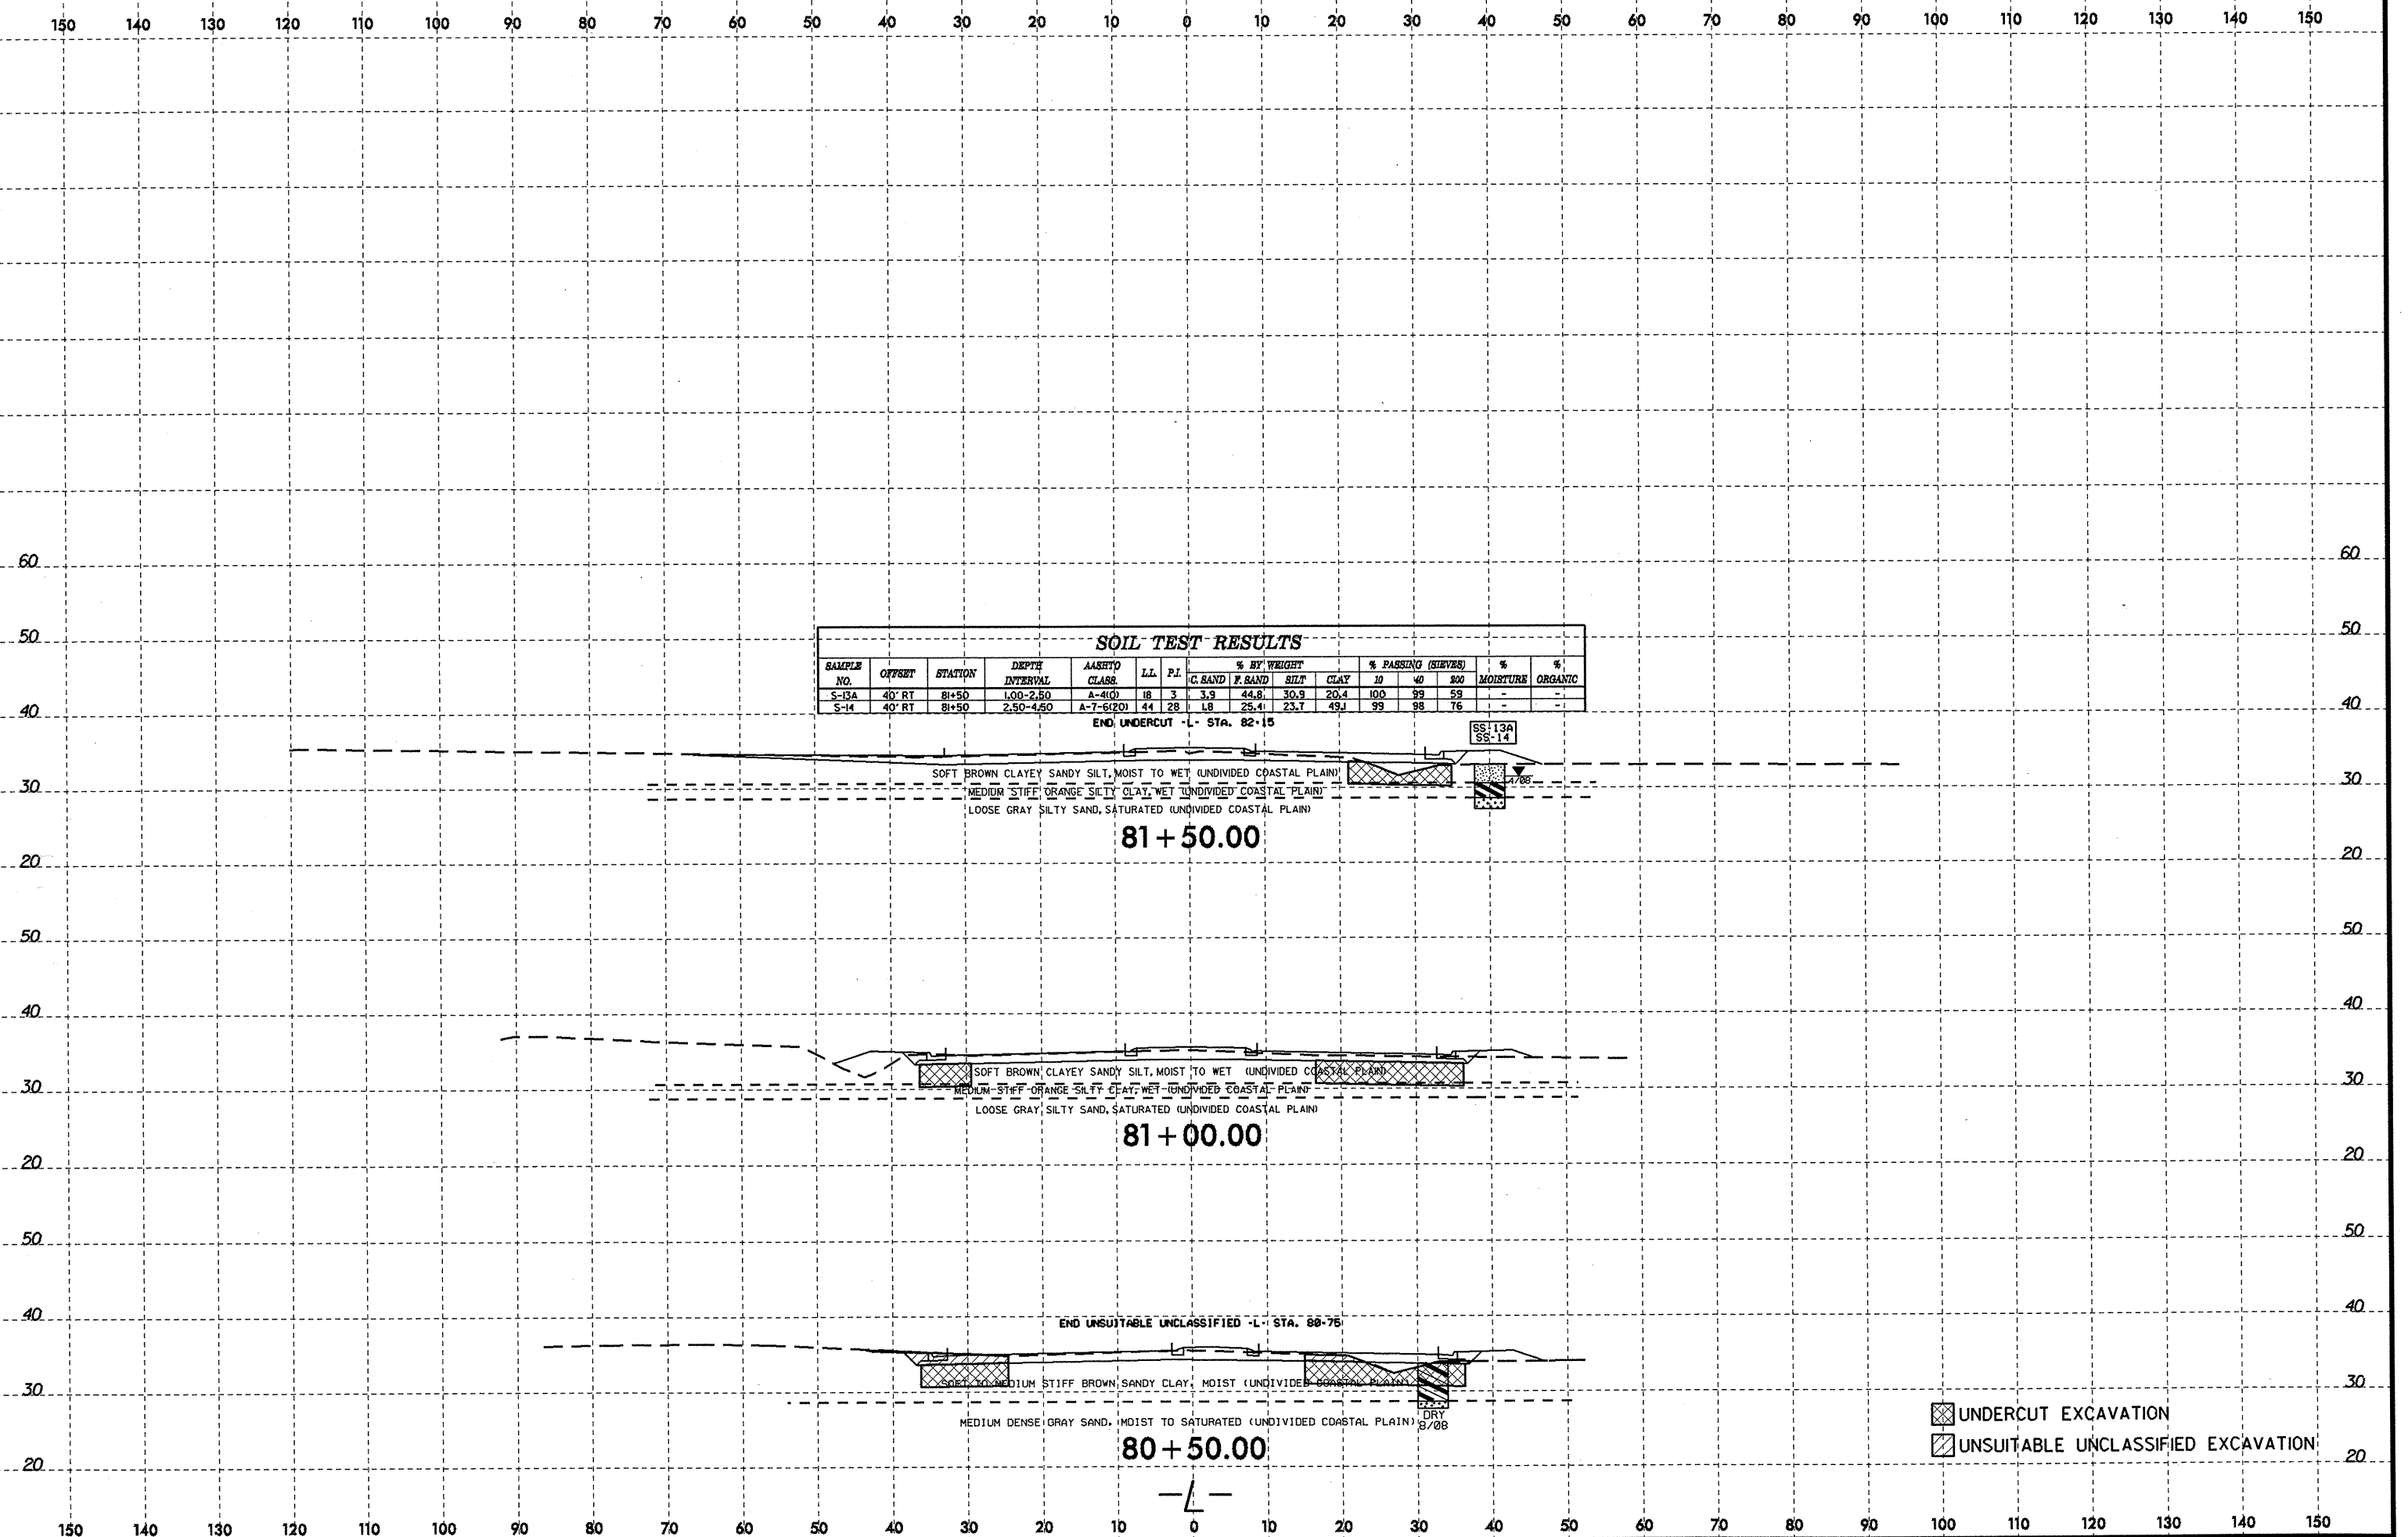 150 140 130 120 110 100 90 80 70 60 50 40 30 20 10 0 10 20 30 40 50 60 70 80 90 100 110 120 130 140 150
60 60
50 50
SOIL TEST RESULTS
SAMPLE NO. OFFSET STATION DEPTH INTERVAL AASHTO CLASS. L.L. P.I. % BY WEIGHT % PASSING (SIEVES) % MOISTURE % ORGANIC
C. SAND F. SAND SILT CLAY 10 40 200
S-13A 40' RT 81+50 1.00-2.50 A-4(0) 18 3 3.9 44.8 30.9 20.4 100 99 59 - -
S-14 40' RT 81+50 2.50-4.50 A-7-6(20) 44 28 1.8 25.4 23.7 49.1 99 98 76 - -
40 40
END UNDERCUT -L- STA. 82+15
SS-13A
SS-14
SOFT BROWN CLAYEY SANDY SILT, MOIST TO WET (UNDIVIDED COASTAL PLAIN)
30 30
MEDIUM STIFF ORANGE SILTY CLAY, WET (UNDIVIDED COASTAL PLAIN)
LOOSE GRAY SILTY SAND, SATURATED (UNDIVIDED COASTAL PLAIN)
81+50.00
20 20
50 50
40 40
SOFT BROWN CLAYEY SANDY SILT, MOIST TO WET (UNDIVIDED COASTAL PLAIN)
30 30
MEDIUM STIFF ORANGE SILTY CLAY, WET (UNDIVIDED COASTAL PLAIN)
LOOSE GRAY SILTY SAND, SATURATED (UNDIVIDED COASTAL PLAIN)
81+00.00
20 20
50 50
40 40
END UNSUITABLE UNCLASSIFIED -L- STA. 80+75
30 30
SOFT TO MEDIUM STIFF BROWN SANDY CLAY, MOIST (UNDIVIDED COASTAL PLAIN)
MEDIUM DENSE GRAY SAND, MOIST TO SATURATED (UNDIVIDED COASTAL PLAIN)
DRY
8/08
80+50.00
UNDERCUT EXCAVATION
UNSUITABLE UNCLASSIFIED EXCAVATION
20 20
-L-
150 140 130 120 110 100 90 80 70 60 50 40 30 20 10 0 10 20 30 40 50 60 70 80 90 100 110 120 130 140 150